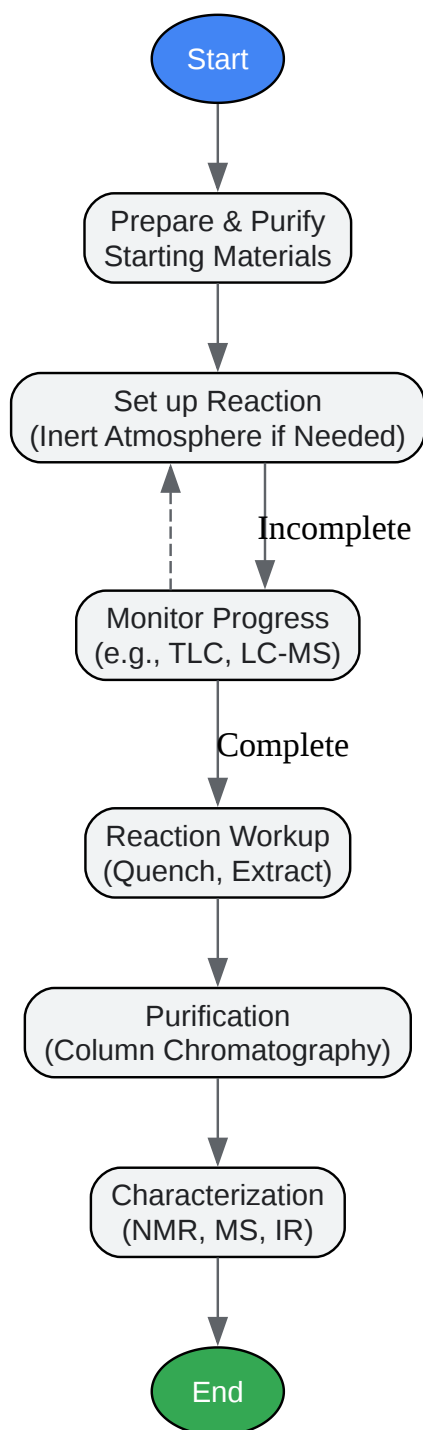 Start
Prepare & Purify
Starting Materials
Set up Reaction
(Inert Atmosphere if Needed)
Incomplete
Monitor Progress
(e.g., TLC, LC-MS)
Complete
Reaction Workup
(Quench, Extract)
Purification
(Column Chromatography)
Characterization
(NMR, MS, IR)
End